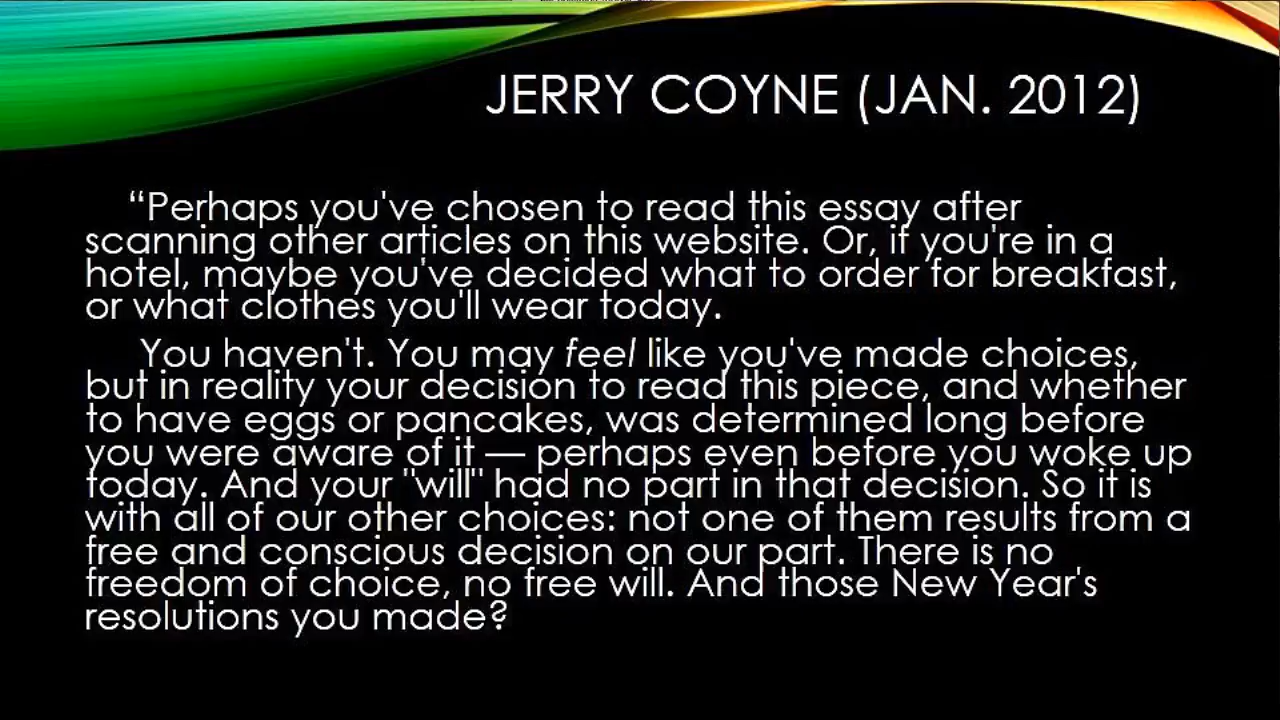 JERRY COYNE (JAN. 2012)
“Perhaps you've chosen to read this essay after
scanning other articles on this website. Or, if you're in a
hotel, maybe you've decided what to order for breakfast,
or what clothes you'll wear today.
You haven't. You may feel like you've made choices,
but in reality your decision to read this piece, and whether
to have eggs or pancakes, was determined long before
you were aware of it — perhaps even before you woke up
today. And your "will" had no part in that decision. So it is
with all of our other choices: not one of them results from a
free and conscious decision on our part. There is no
freedom of choice, no free will. And those New Year's
resolutions you made?